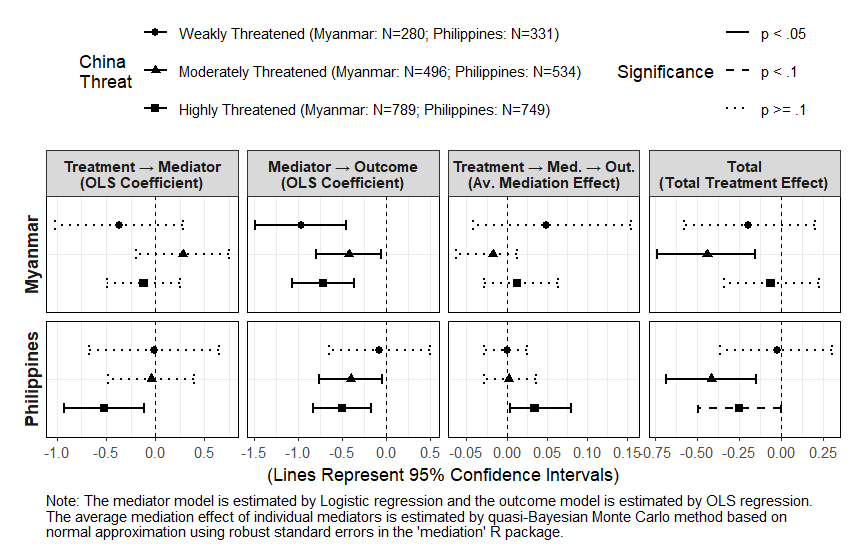 China
Threat
Weakly Threatened (Myanmar: N=280; Philippines: N=331)
Moderately Threatened (Myanmar: N=496; Philippines: N=534)
Highly Threatened (Myanmar: N=789; Philippines: N=749)
Significance
p < .05
p < .1
p >= .1
Treatment → Mediator
(OLS Coefficient)
Mediator → Outcome
(OLS Coefficient)
Treatment → Med. → Out.
(Av. Mediation Effect)
Total
(Total Treatment Effect)
Myanmar
Philippines
-1.0 -0.5 0.0 0.5
-1.5 -1.0 -0.5 0.0 0.5
-0.05 0.00 0.05 0.10 0.15
-0.75 -0.50 -0.25 0.00 0.25
(Lines Represent 95% Confidence Intervals)
Note: The mediator model is estimated by Logistic regression and the outcome model is estimated by OLS regression.
The average mediation effect of individual mediators is estimated by quasi-Bayesian Monte Carlo method based on
normal approximation using robust standard errors in the 'mediation' R package.